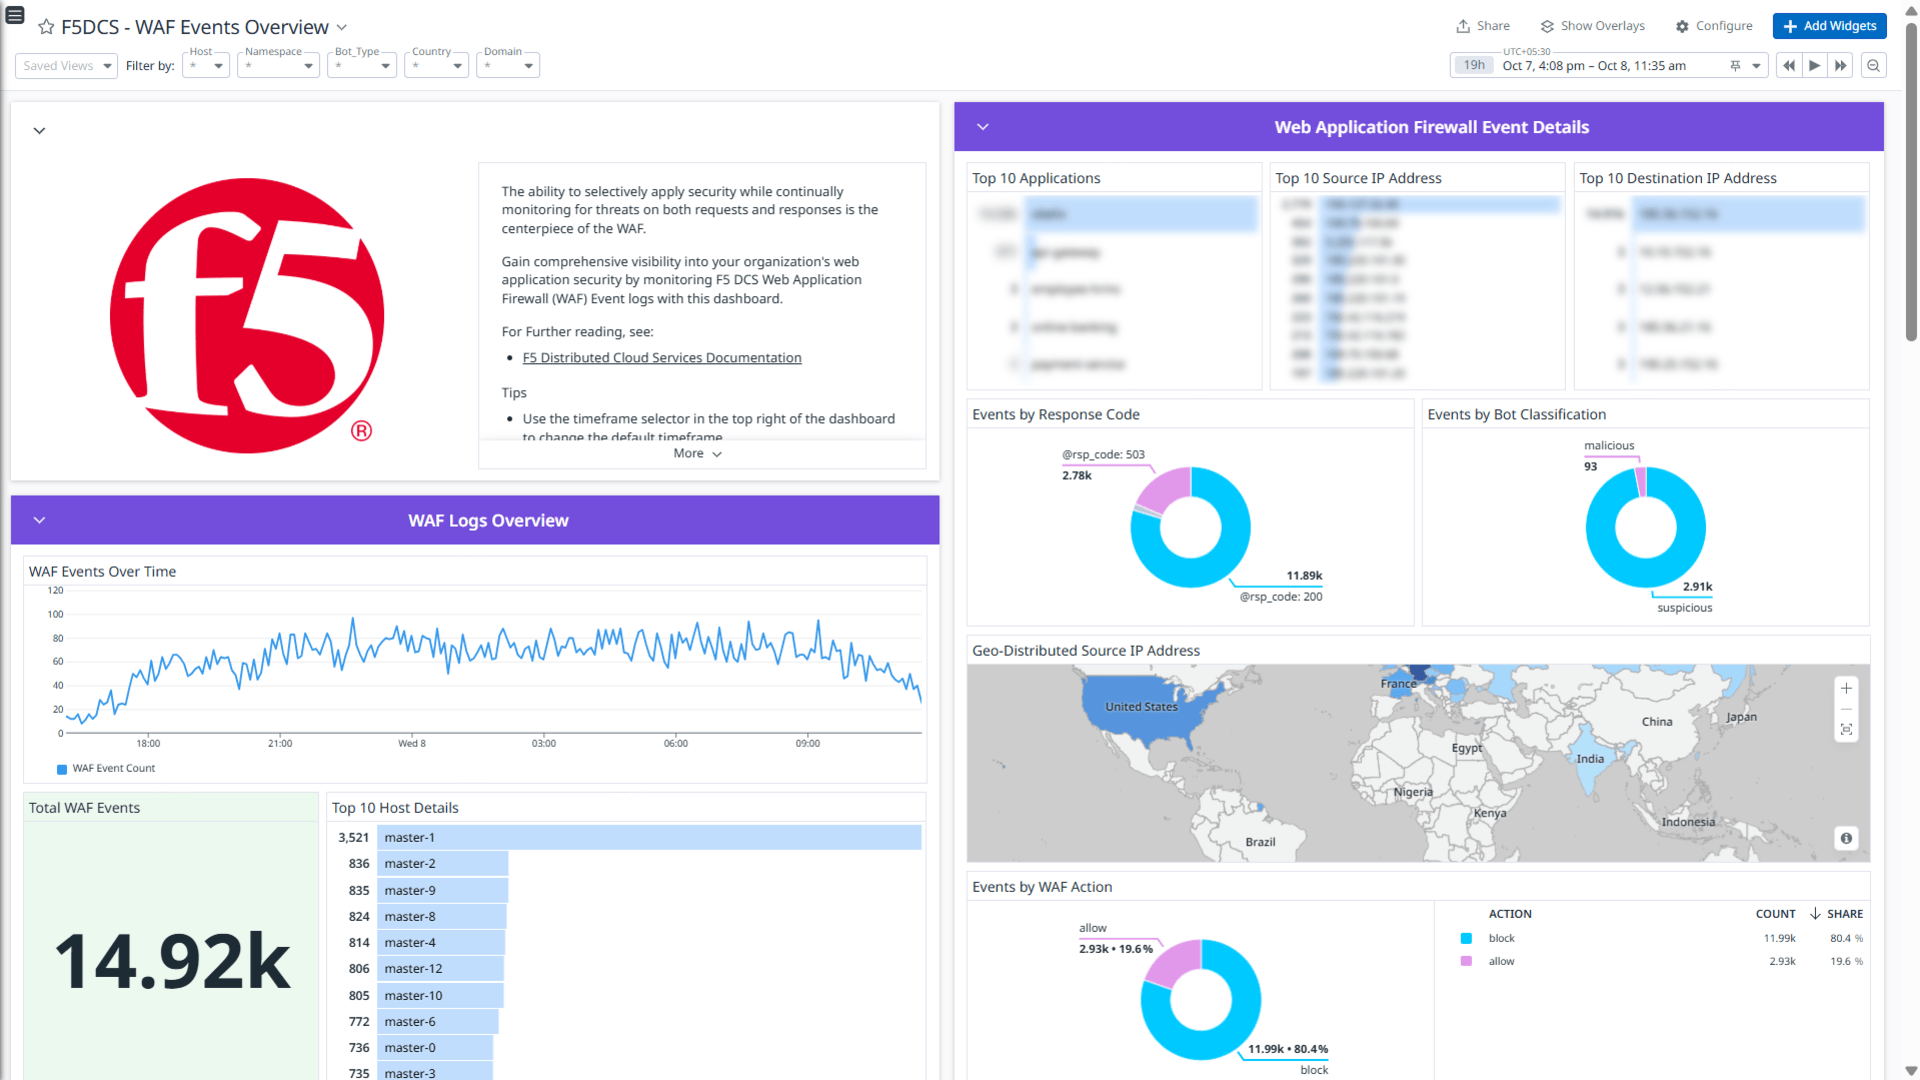 F5DCS - WAF Events Overview
Share
Show Overlays
Configure
Add Widgets
Saved Views
Filter by:
Host
*
Namespace
*
Bot_Type
*
Country
*
Domain
*
UTC+05:30
19h
Oct 7, 4:08 pm – Oct 8, 11:35 am
f5
®
The ability to selectively apply security while continually
monitoring for threats on both requests and responses is the
centerpiece of the WAF.
Gain comprehensive visibility into your organization's web
application security by monitoring F5 DCS Web Application
Firewall (WAF) Event logs with this dashboard.
For Further reading, see:
• F5 Distributed Cloud Services Documentation
Tips
• Use the timeframe selector in the top right of the dashboard
to change the default timeframe
More
WAF Logs Overview
WAF Events Over Time
120
100
80
60
40
20
0
18:00
21:00
Wed 8
03:00
06:00
09:00
WAF Event Count
Total WAF Events
14.92k
Top 10 Host Details
3,521 master-1
836 master-2
835 master-9
824 master-8
814 master-4
806 master-12
805 master-10
772 master-6
736 master-0
735 master-3
Web Application Firewall Event Details
Top 10 Applications
Top 10 Source IP Address
Top 10 Destination IP Address
Events by Response Code
@rsp_code: 503
2.78k
11.89k
@rsp_code: 200
Events by Bot Classification
malicious
93
2.91k
suspicious
Geo-Distributed Source IP Address
France
United States
China
Japan
Egypt
India
Nigeria
Kenya
Indonesia
Brazil
Events by WAF Action
allow
2.93k • 19.6%
11.99k • 80.4%
block
ACTION COUNT SHARE
block 11.99k 80.4 %
allow 2.93k 19.6 %